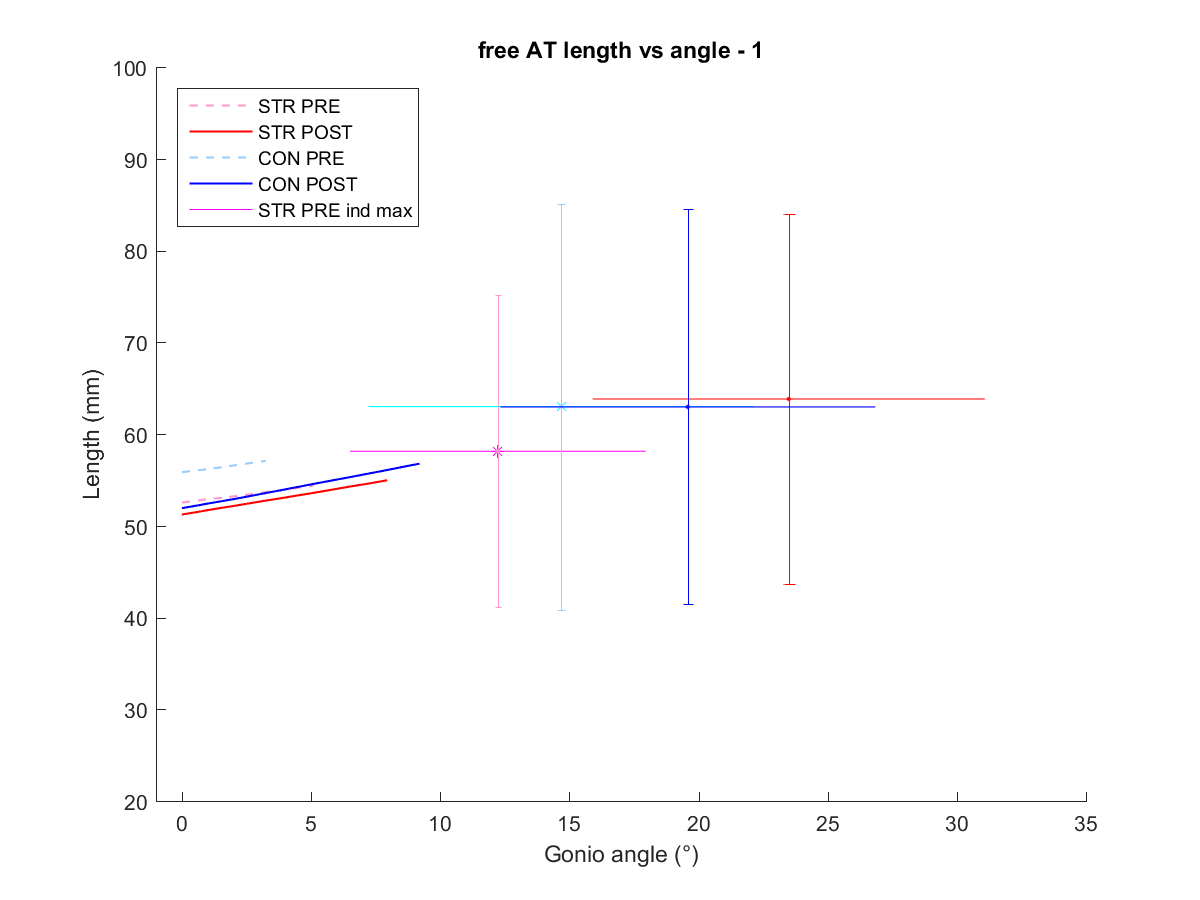 free AT length vs angle - 1
STR PRE
STR POST
CON PRE
CON POST
STR PRE ind max
Length (mm)
100
90
80
70
60
50
40
30
20
0 5 10 15 20 25 30 35
Gonio angle (°)